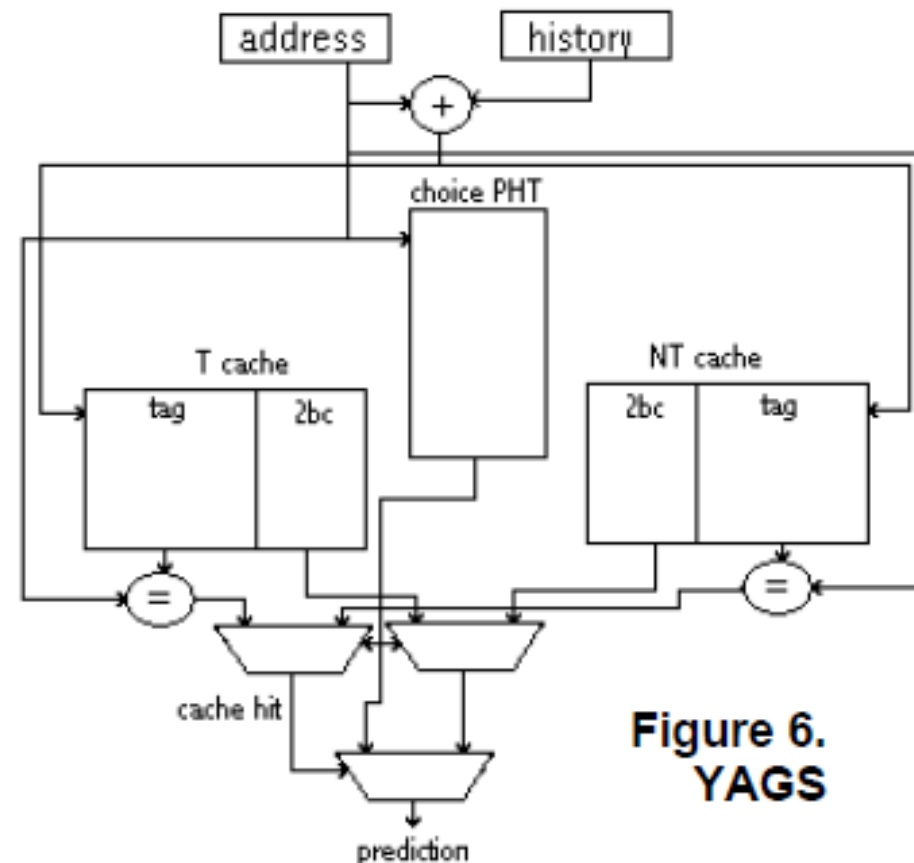 address
history
+
choice PHT
T cache
NT cache
tag
2bc
2bc
tag
=
=
cache hit
Figure 6.
YAGS
prediction